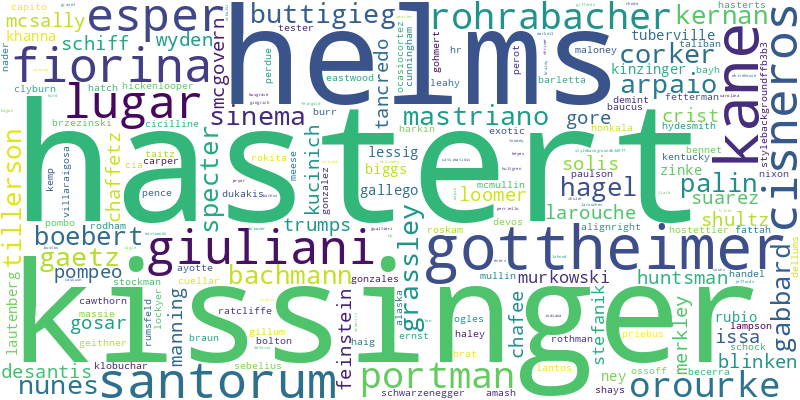 capito
mcsally
esper
buttigieg
helms
tester
rohrabacher
kernan
hasterts
khanna
schiff
wyden
nader
fiorina
mcgovern
perdue
eastwood
tancredo
ocasiocortez
cunningham
gohmert
hr
perot
maloney
barletta
tuberville
taliban
corker
kinzinger
bayh
cisneros
clyburn
hatch
hickenlooper
lugar
sinema
burr
leahy
mastriano
demint
baucus
arpaio
fetterman
gore
nonkala
crist
hydesmith
kane
stylebackgroundffb3b3
brzezinski
cicilline
hastert
harkin
exotic
lessig
biggs
solis
bennet
kentucky
nixon
tillerson
kemp
villaraigosa
chaffetz
cia
taitz
carper
specter
rokita
meese
kucinich
gonzalez
gallego
mcmullin
paulson
zinke
pence
dukakis
loomer
hagel
palin
suarez
pombo
rodham
trumps
devos
larouche
shultz
boebert
giuliani
roskam
alignright
hostettler
fattah
gaetz
grassley
gottheimer
gabbard
dellums
pompeo
ayotte
bachmann
gonzales
mullin
murkowski
huntsman
handel
lautenberg
stockman
cuellar
cawthorn
ratcliffe
alaska
massie
rumsfeld
lockyer
manning
gosar
gillum
bolton
feinstein
kissinger
ogles
haley
chafee
stefanik
merkley
rubio
lampson
priebus
issa
schock
geithner
braun
haig
ernst
brat
rothman
blinken
desantis
klobuchar
sebelius
lantos
ossoff
becerra
nunes
santorum
portman
schwarzenegger
amash
ney
shays
orourke